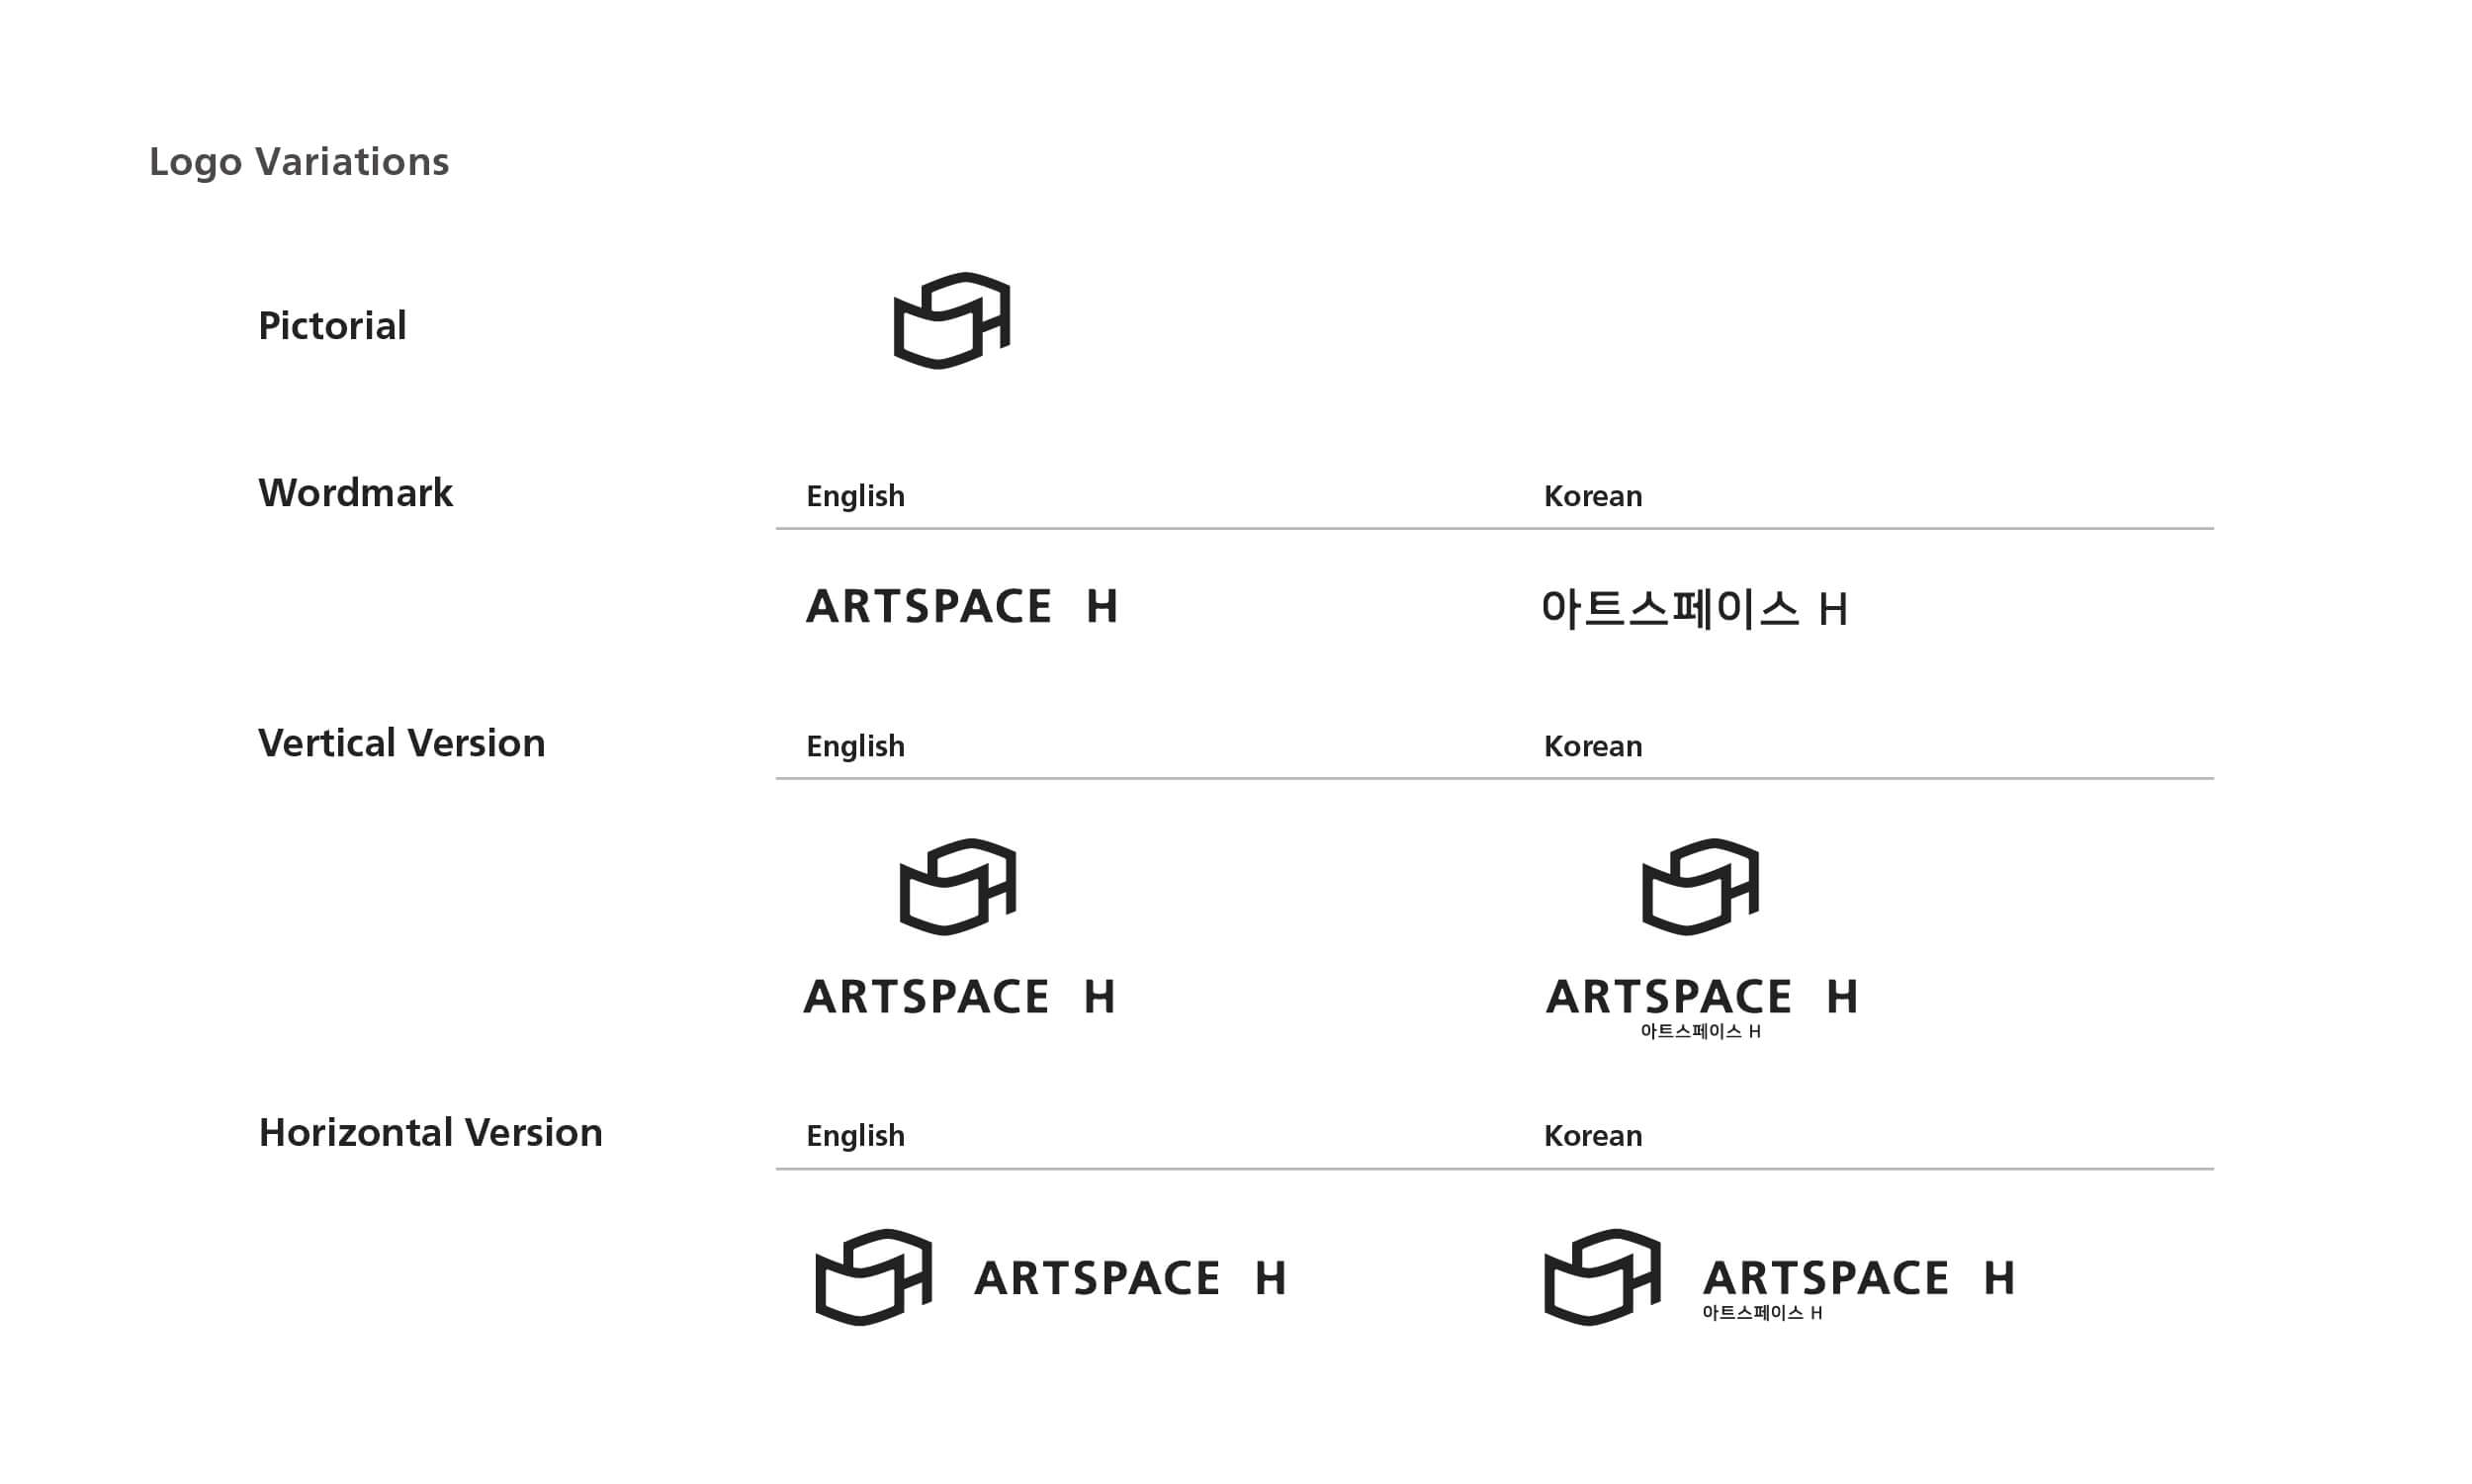 Logo Variations
Pictorial
Wordmark
English
Korean
ARTSPACE H
아트스페이스 H
Vertical Version
English
Korean
ARTSPACE H
ARTSPACE H
아트스페이스 H
Horizontal Version
English
Korean
ARTSPACE H
ARTSPACE H
아트스페이스 H